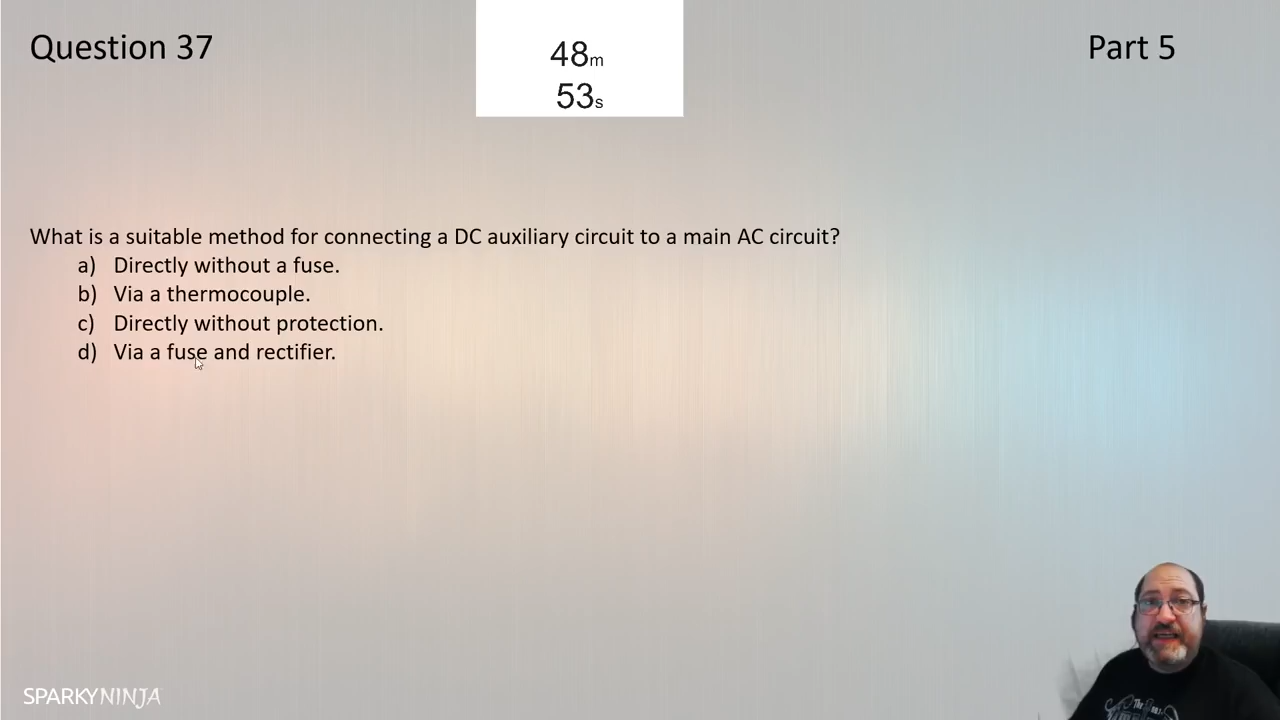 Question 37
48m
53s
Part 5
What is a suitable method for connecting a DC auxiliary circuit to a main AC circuit?
a) Directly without a fuse.
b) Via a thermocouple.
c) Directly without protection.
d) Via a fuse and rectifier.
SPARKYNINJA
The